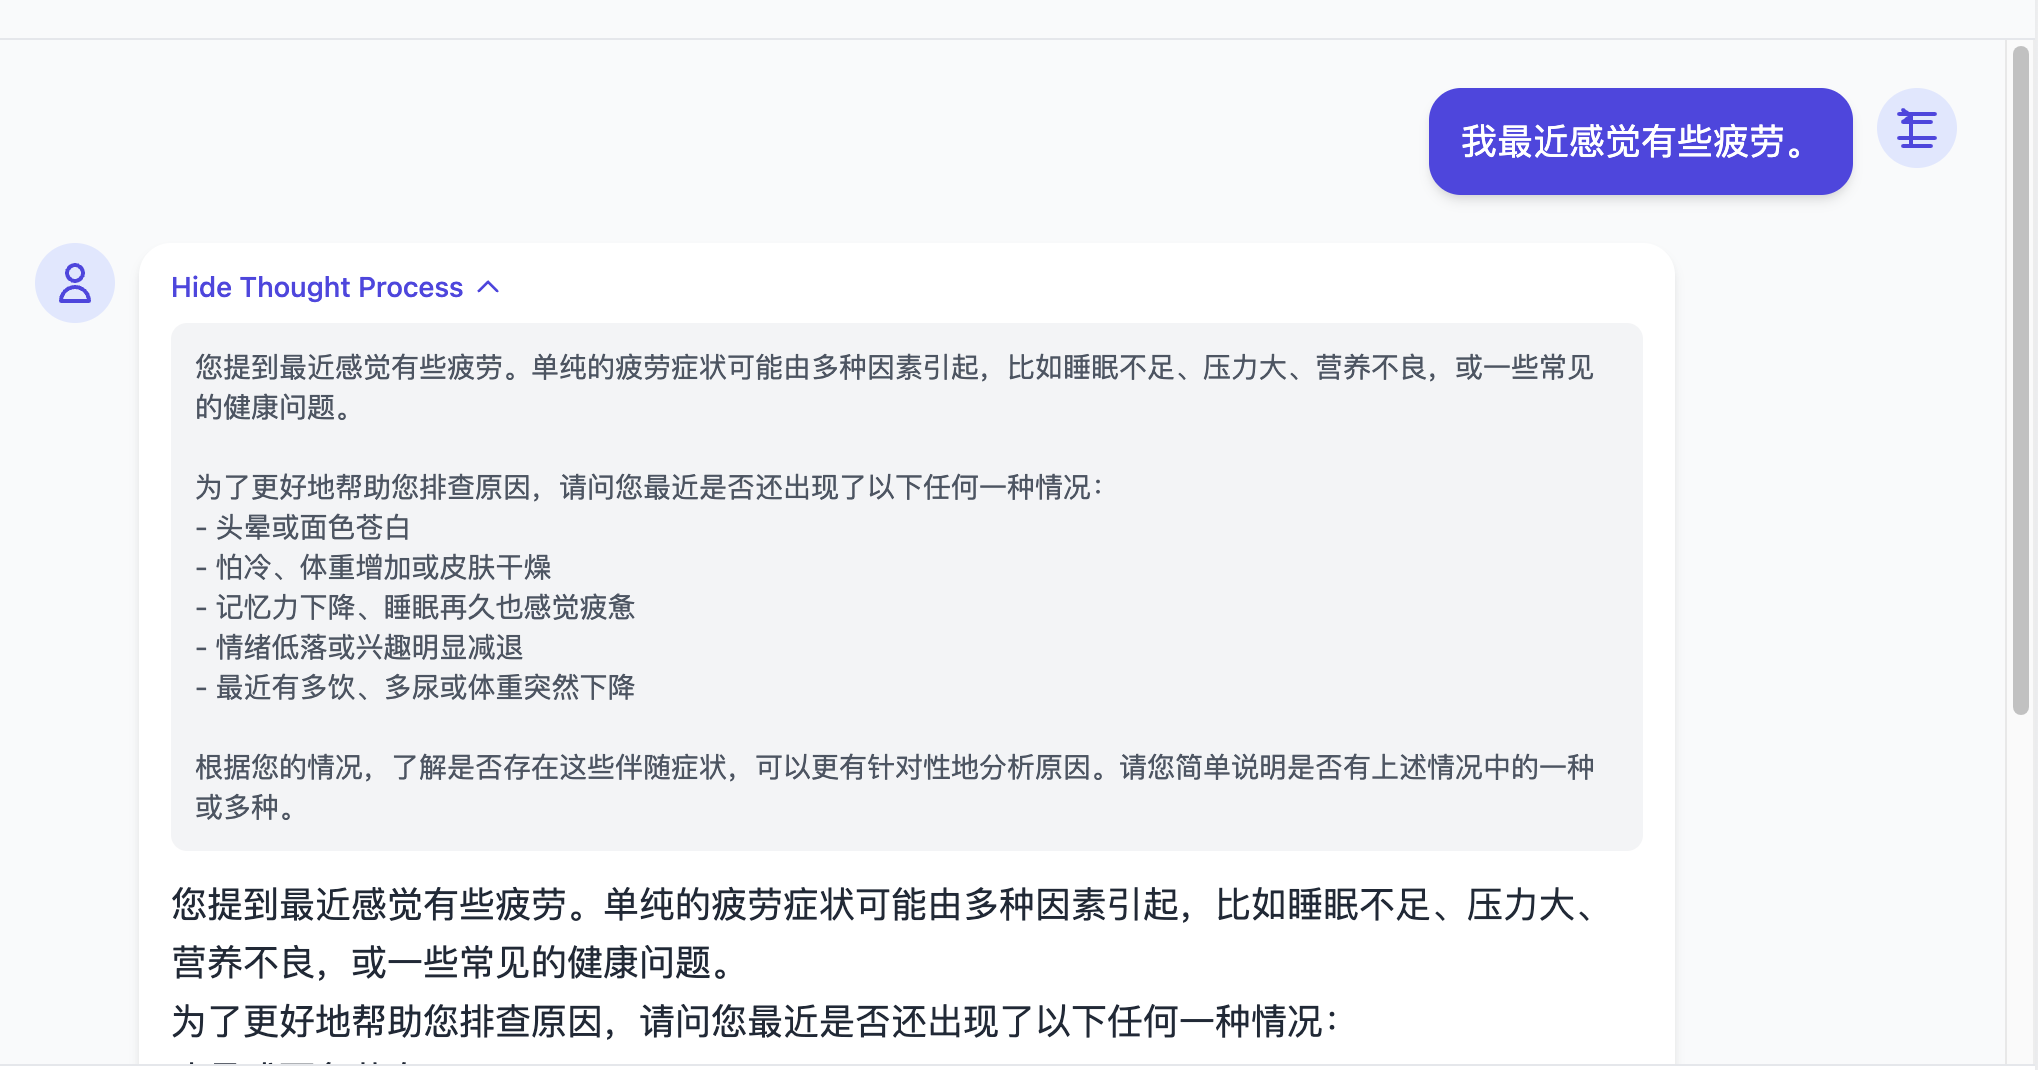 我最近感觉有些疲劳。
Hide Thought Process
您提到最近感觉有些疲劳。单纯的疲劳症状可能由多种因素引起，比如睡眠不足、压力大、营养不良，或一些常见
的健康问题。
为了更好地帮助您排查原因，请问您最近是否还出现了以下任何一种情况：
- 头晕或面色苍白
- 怕冷、体重增加或皮肤干燥
- 记忆力下降、睡眠再久也感觉疲惫
- 情绪低落或兴趣明显减退
- 最近有多饮、多尿或体重突然下降
根据您的情况，了解是否存在这些伴随症状，可以更有针对性地分析原因。请您简单说明是否有上述情况中的一种
或多种。
您提到最近感觉有些疲劳。单纯的疲劳症状可能由多种因素引起，比如睡眠不足、压力大、
营养不良，或一些常见的健康问题。
为了更好地帮助您排查原因，请问您最近是否还出现了以下任何一种情况：